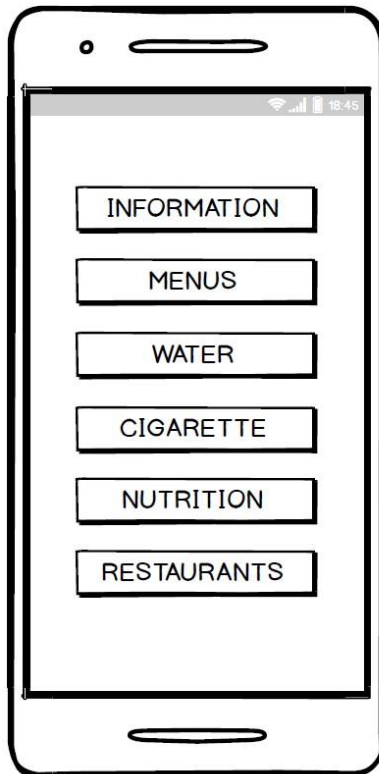 18:45
INFORMATION
MENUS
WATER
CIGARETTE
NUTRITION
RESTAURANTS